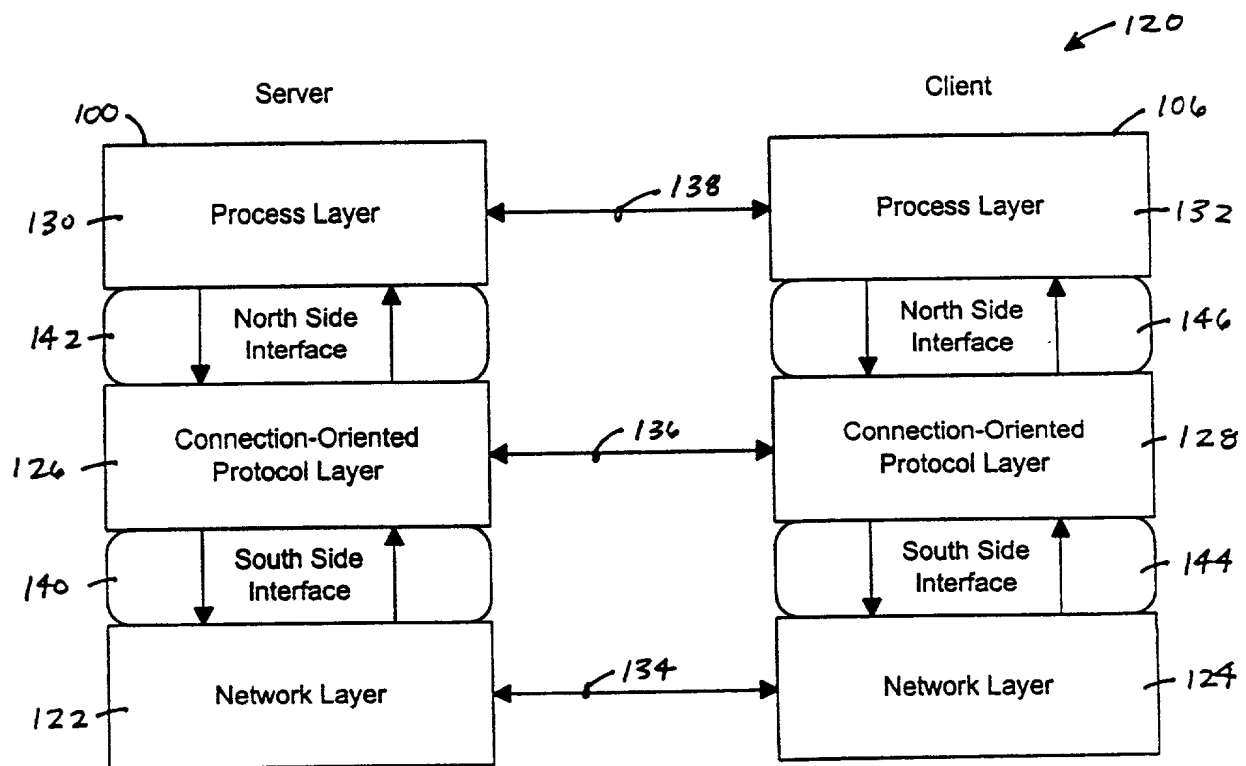 120
Server
Client
100
106
130
Process Layer
138
Process Layer
132
142
North Side
Interface
North Side
Interface
146
126
Connection-Oriented
Protocol Layer
136
Connection-Oriented
Protocol Layer
128
140
South Side
Interface
South Side
Interface
144
122
Network Layer
134
Network Layer
124